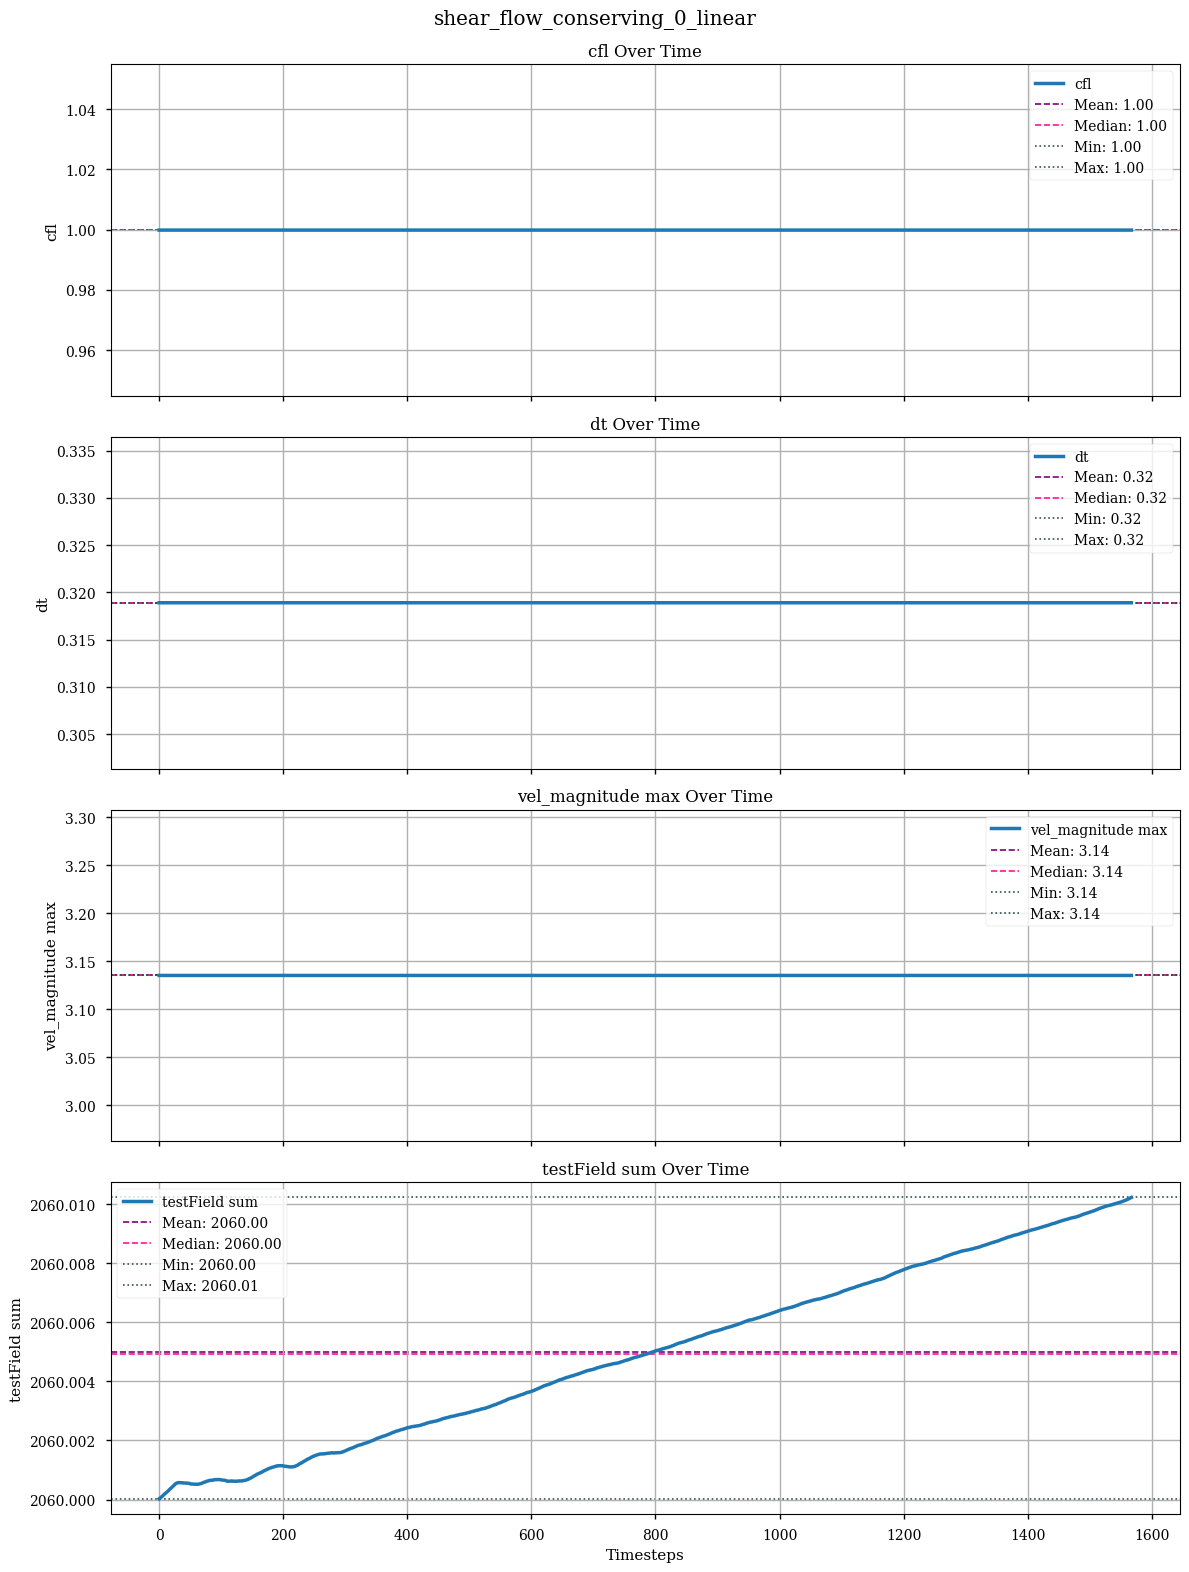 shear_flow_conserving_0_linear
cfl Over Time
cfl
1.04
1.02
1.00
0.98
0.96
cfl
Mean: 1.00
Median: 1.00
Min: 1.00
Max: 1.00
dt Over Time
dt
0.335
0.330
0.325
0.320
0.315
0.310
0.305
dt
Mean: 0.32
Median: 0.32
Min: 0.32
Max: 0.32
vel_magnitude max Over Time
vel_magnitude max
3.30
3.25
3.20
3.15
3.10
3.05
3.00
vel_magnitude max
Mean: 3.14
Median: 3.14
Min: 3.14
Max: 3.14
testField sum Over Time
testField sum
2060.010
2060.008
2060.006
2060.004
2060.002
2060.000
testField sum
Mean: 2060.00
Median: 2060.00
Min: 2060.00
Max: 2060.01
0 200 400 600 800 1000 1200 1400 1600
Timesteps